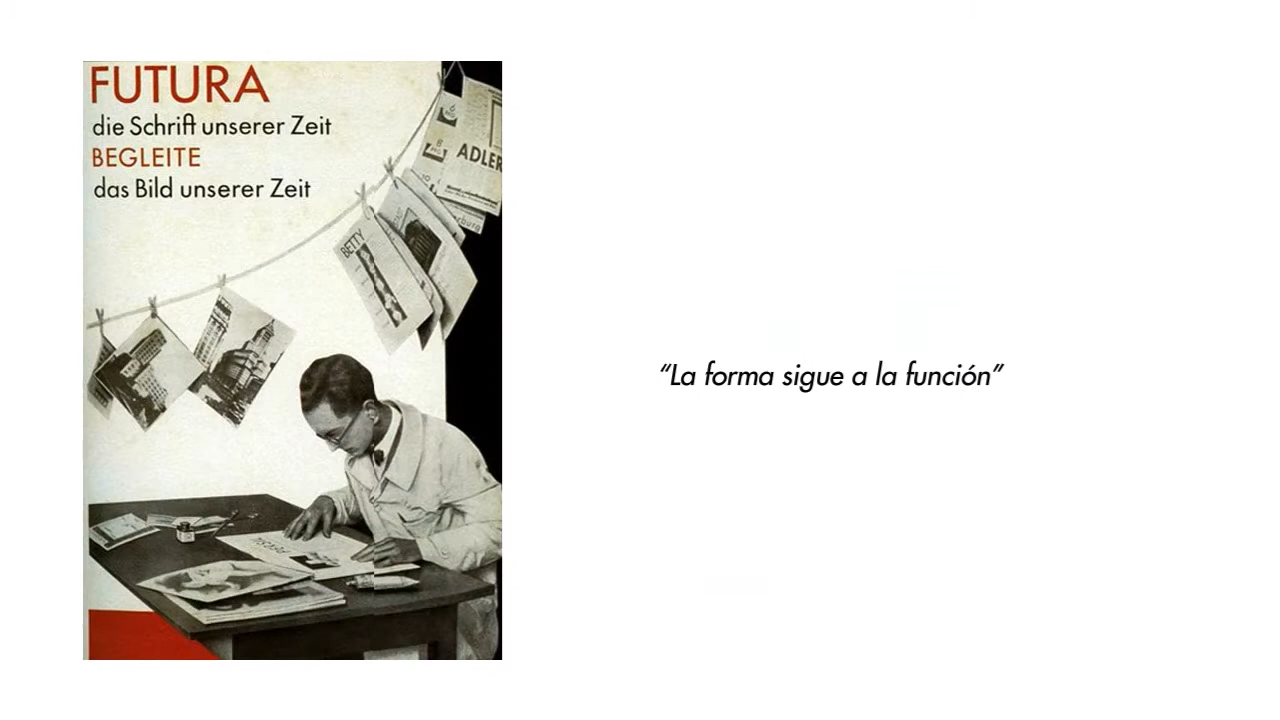 FUTURA
die Schrift unserer Zeit
BEGLEITE
das Bild unserer Zeit
ADLER
BETTY
“La forma sigue a la función”